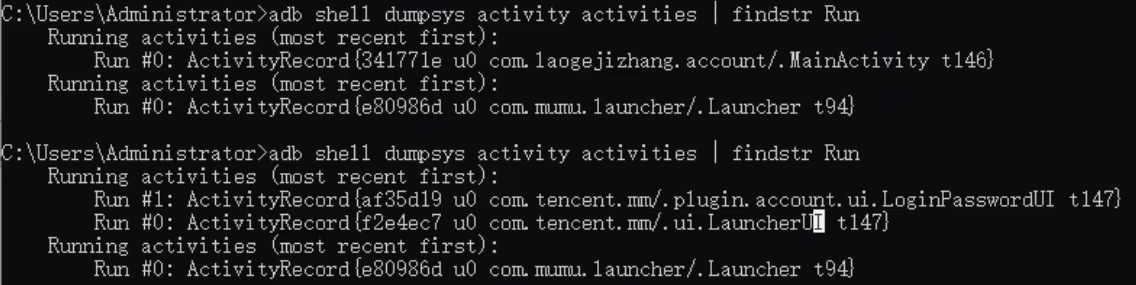 C:\Users\Administrator>adb shell dumpsys activity activities | findstr Run
Running activities (most recent first):
Run #0: ActivityRecord{341771e u0 com.laogejizhang.account/.MainActivity t146}
Running activities (most recent first):
Run #0: ActivityRecord{e80986d u0 com.mumu.launcher/.Launcher t94}
C:\Users\Administrator>adb shell dumpsys activity activities | findstr Run
Running activities (most recent first):
Run #1: ActivityRecord{af35d19 u0 com.tencent.mm/.plugin.account.ui.LoginPasswordUI t147}
Run #0: ActivityRecord{f2e4ec7 u0 com.tencent.mm/.ui.LauncherUI t147}
Running activities (most recent first):
Run #0: ActivityRecord{e80986d u0 com.mumu.launcher/.Launcher t94}